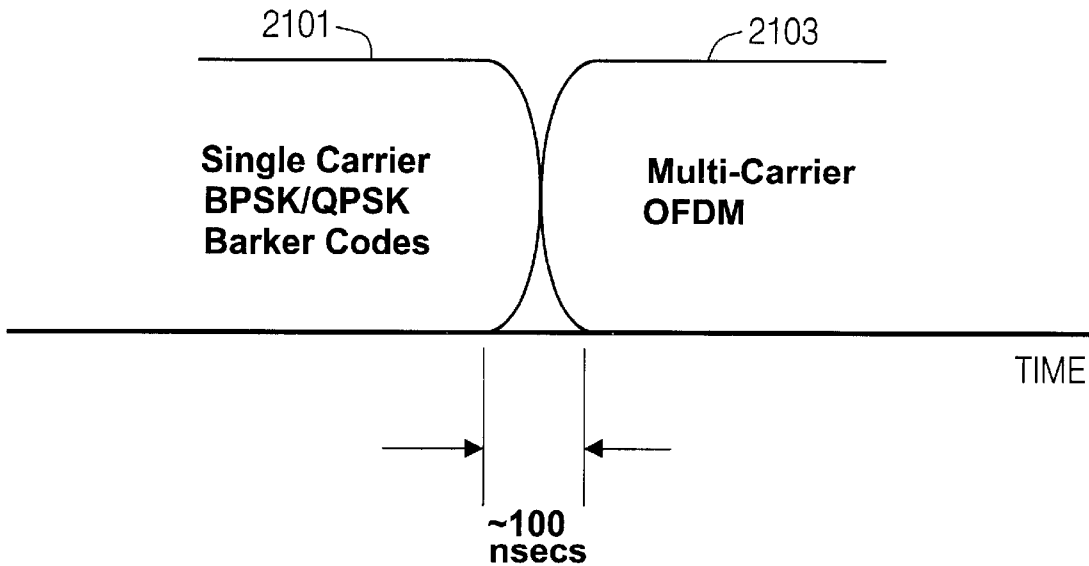 2101
2103
Single Carrier
BPSK/QPSK
Barker Codes
Multi-Carrier
OFDM
TIME
~100
nsecs